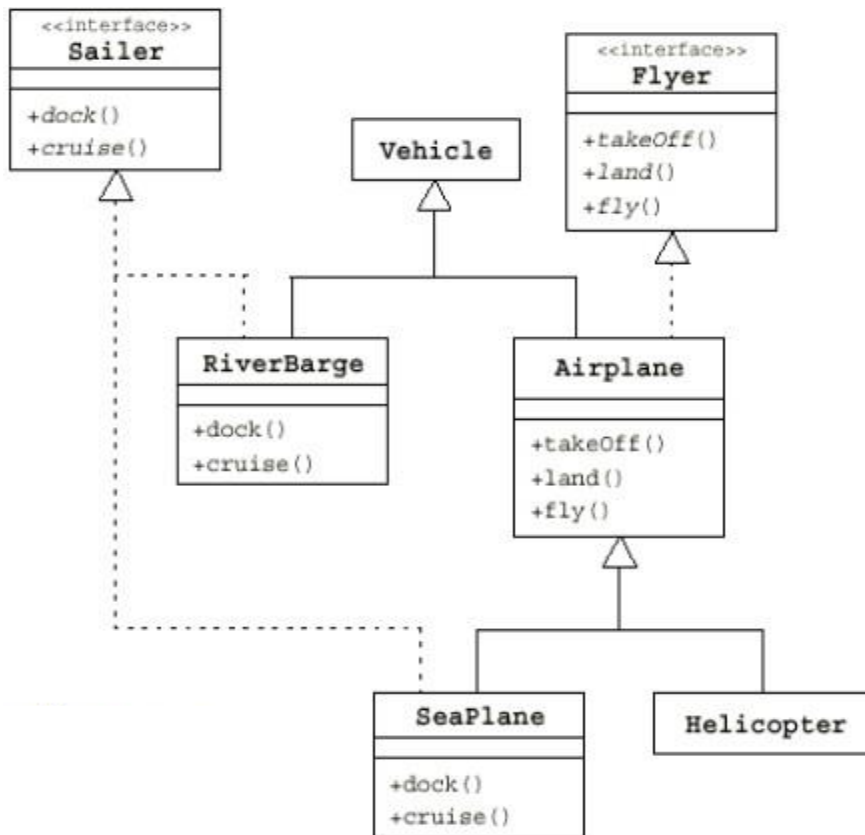 <<interface>>
Sailer
+dock()
+cruise()
<<interface>>
Flyer
+takeOff()
+land()
+fly()
Vehicle
RiverBarge
+dock()
+cruise()
Airplane
+takeOff()
+land()
+fly()
SeaPlane
+dock()
+cruise()
Helicopter